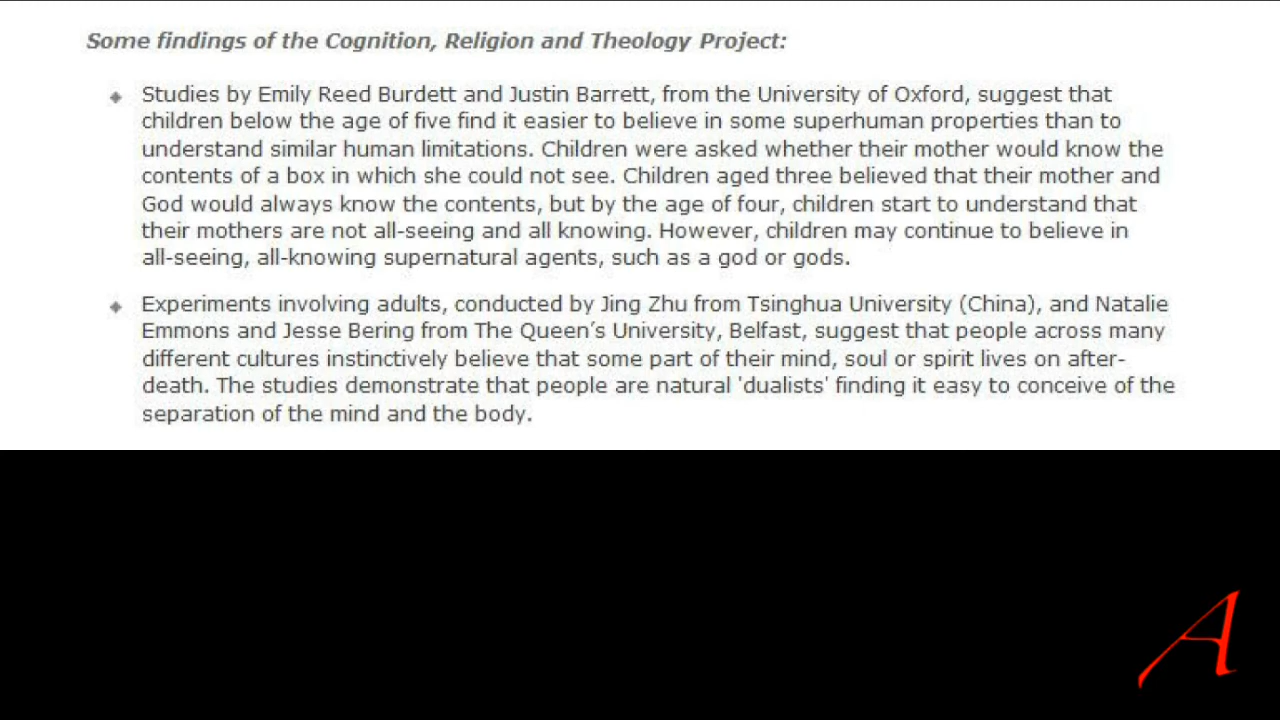 Some findings of the Cognition, Religion and Theology Project:
Studies by Emily Reed Burdett and Justin Barrett, from the University of Oxford, suggest that
children below the age of five find it easier to believe in some superhuman properties than to
understand similar human limitations. Children were asked whether their mother would know the
contents of a box in which she could not see. Children aged three believed that their mother and
God would always know the contents, but by the age of four, children start to understand that
their mothers are not all-seeing and all knowing. However, children may continue to believe in
all-seeing, all-knowing supernatural agents, such as a god or gods.
Experiments involving adults, conducted by Jing Zhu from Tsinghua University (China), and Natalie
Emmons and Jesse Bering from The Queen's University, Belfast, suggest that people across many
different cultures instinctively believe that some part of their mind, soul or spirit lives on after-
death. The studies demonstrate that people are natural 'dualists' finding it easy to conceive of the
separation of the mind and the body.
A